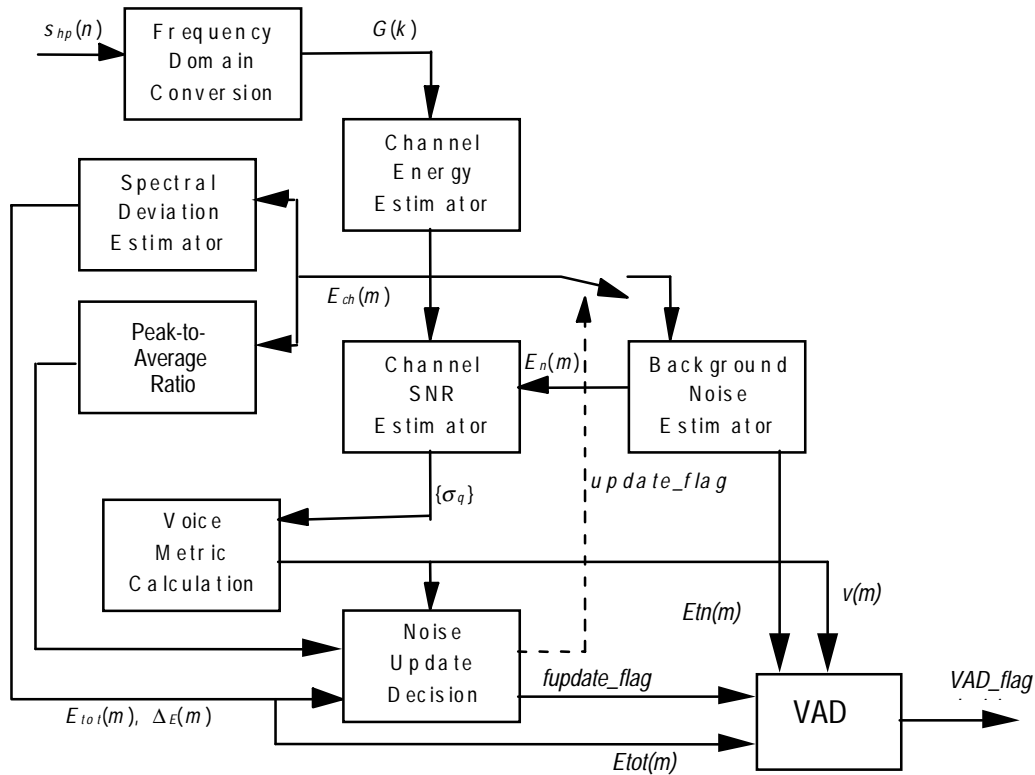 s_hp(n)
Frequency
Domain
Conversion
G(k)
Channel
Energy
Estimator
Spectral
Deviation
Estimator
E_ch(m)
Peak-to-
Average
Ratio
Channel
SNR
Estimator
E_n(m)
Background
Noise
Estimator
update_flag
{σ_q}
Voice
Metric
Calculation
Etn(m)
v(m)
Noise
Update
Decision
fupdate_flag
VAD
VAD_flag
E_tot(m), Δ_E(m)
Etot(m)